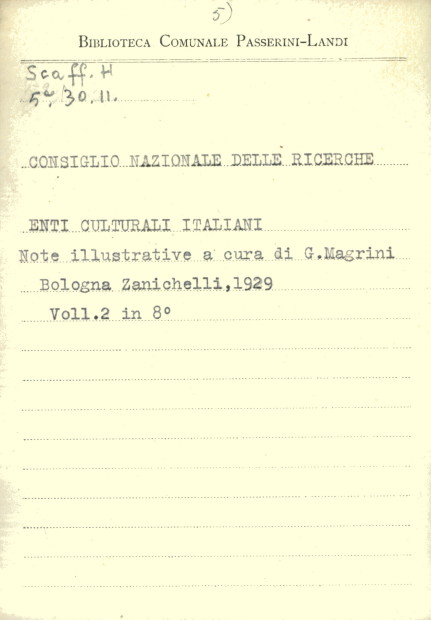 5)
BIBLIOTECA COMUNALE PASSERINI-LANDI
Scaff. H
5ª. 30.11.
CONSIGLIO NAZIONALE DELLE RICERCHE
ENTI CULTURALI ITALIANI
Note illustrative a cura di G.Magrini
Bologna Zanichelli,1929
Voll.2 in 8°